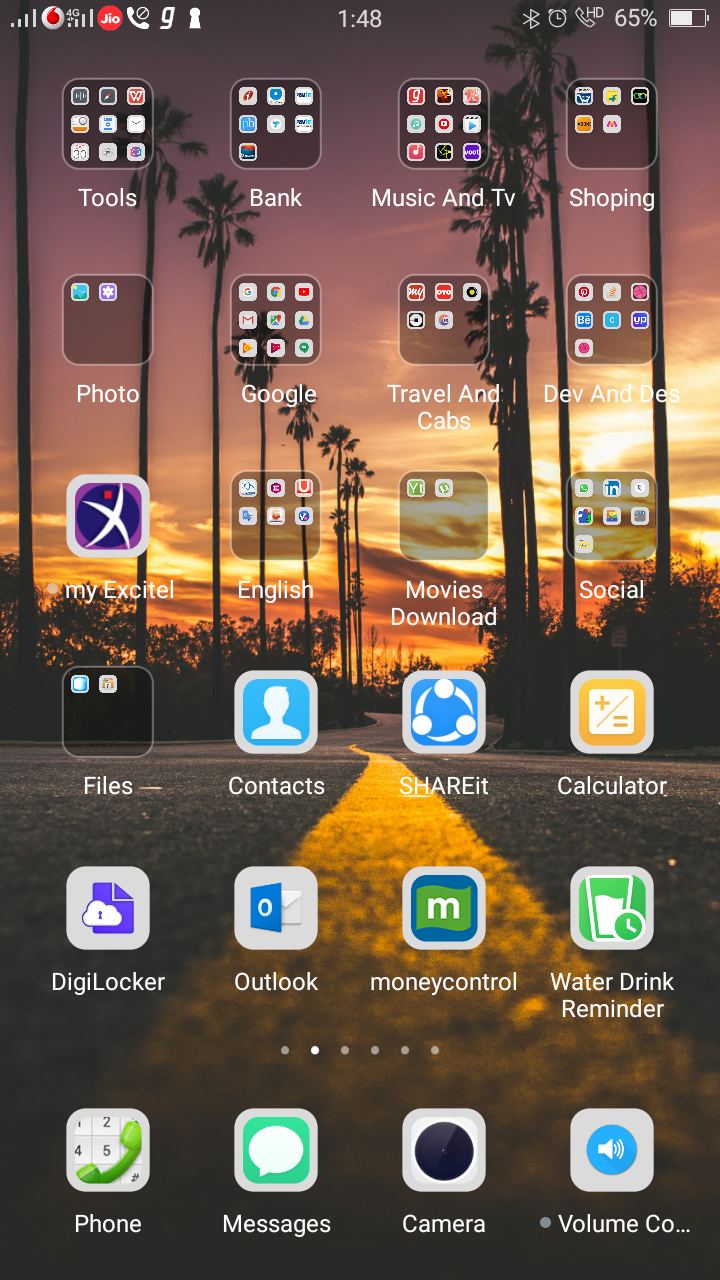 4G Jio g 1:48 HD 65%
Tools Bank Music And Tv Shoping
Photo Google Travel And Dev And Des
Cabs
my Excitel English Movies Social
Download
Files Contacts SHAREit Calculator
DigiLocker Outlook moneycontrol Water Drink
Reminder
Phone Messages Camera Volume Co...